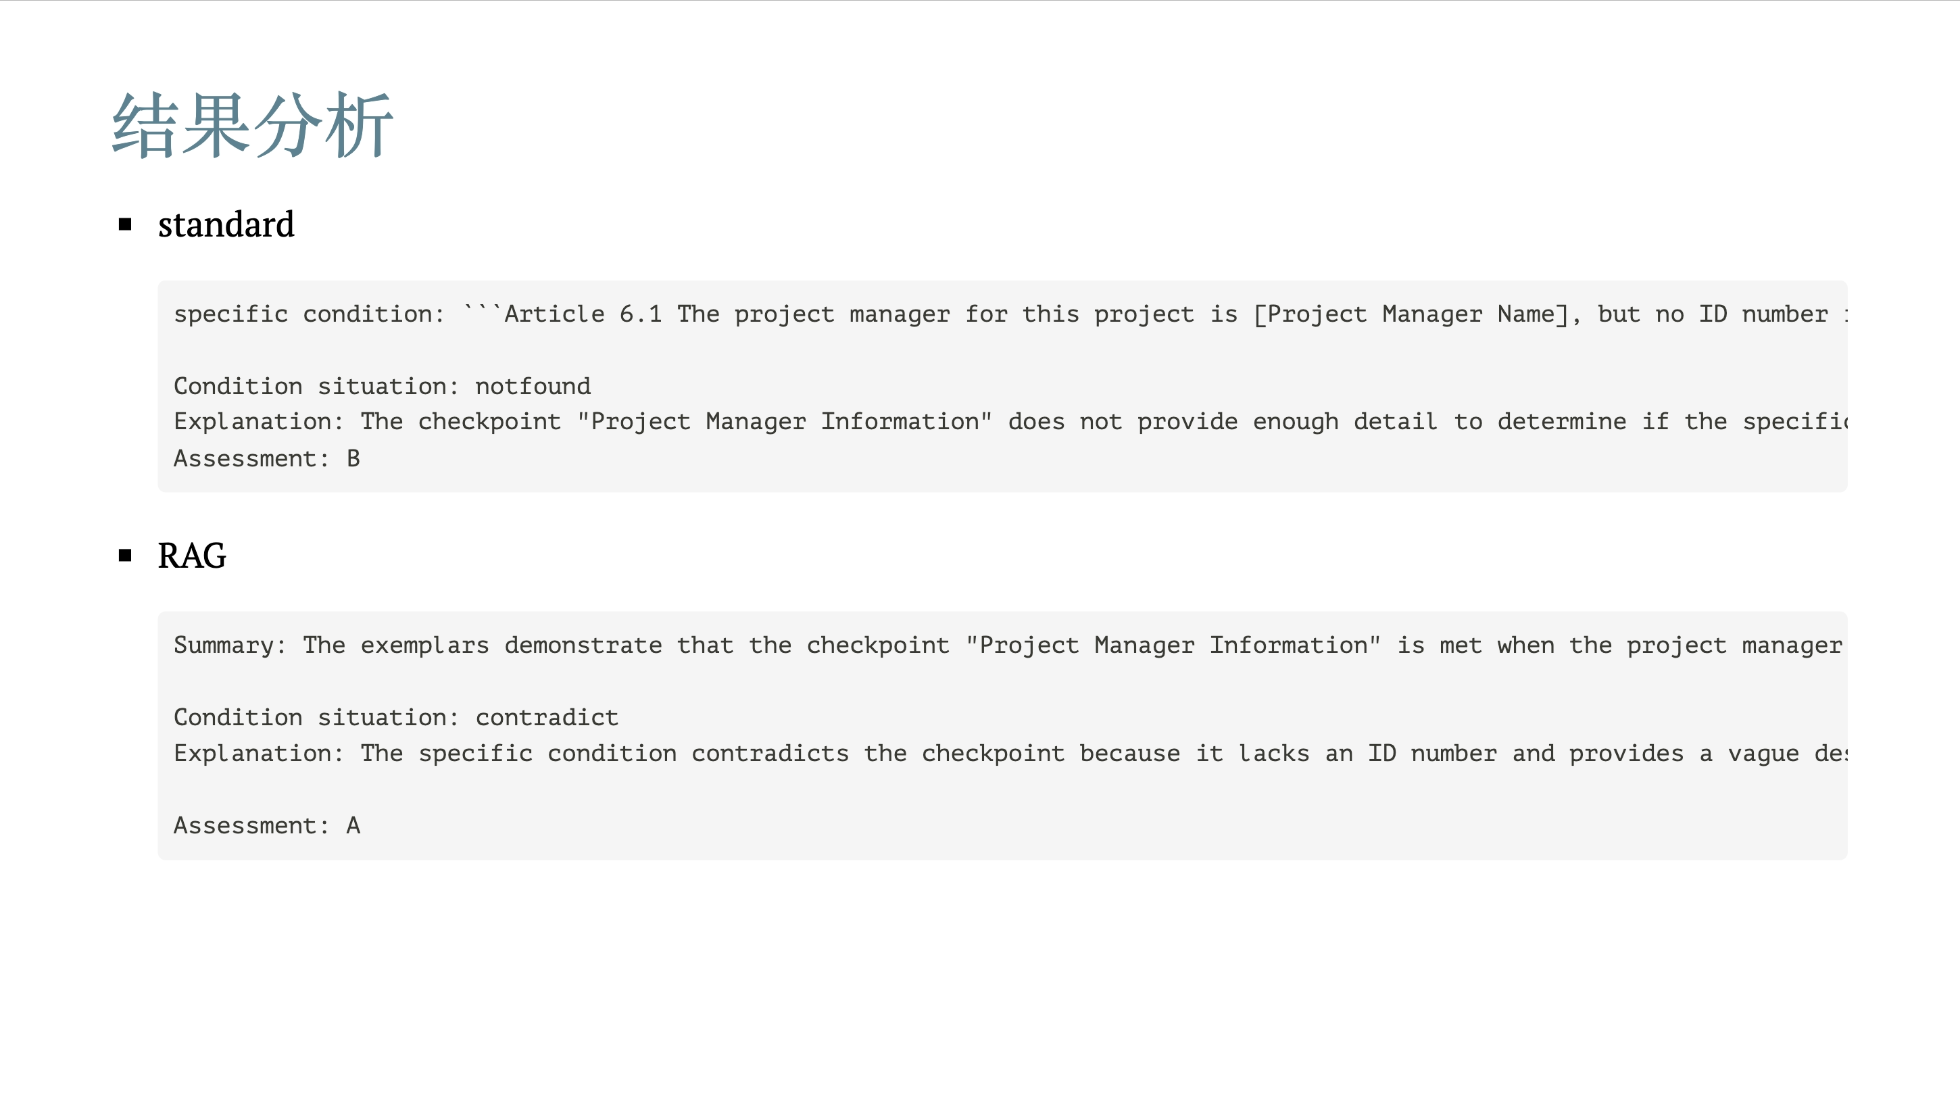 结果分析
standard
specific condition: ```Article 6.1 The project manager for this project is [Project Manager Name], but no ID number
Condition situation: notfound
Explanation: The checkpoint "Project Manager Information" does not provide enough detail to determine if the specific
Assessment: B
RAG
Summary: The exemplars demonstrate that the checkpoint "Project Manager Information" is met when the project manager
Condition situation: contradict
Explanation: The specific condition contradicts the checkpoint because it lacks an ID number and provides a vague
Assessment: A